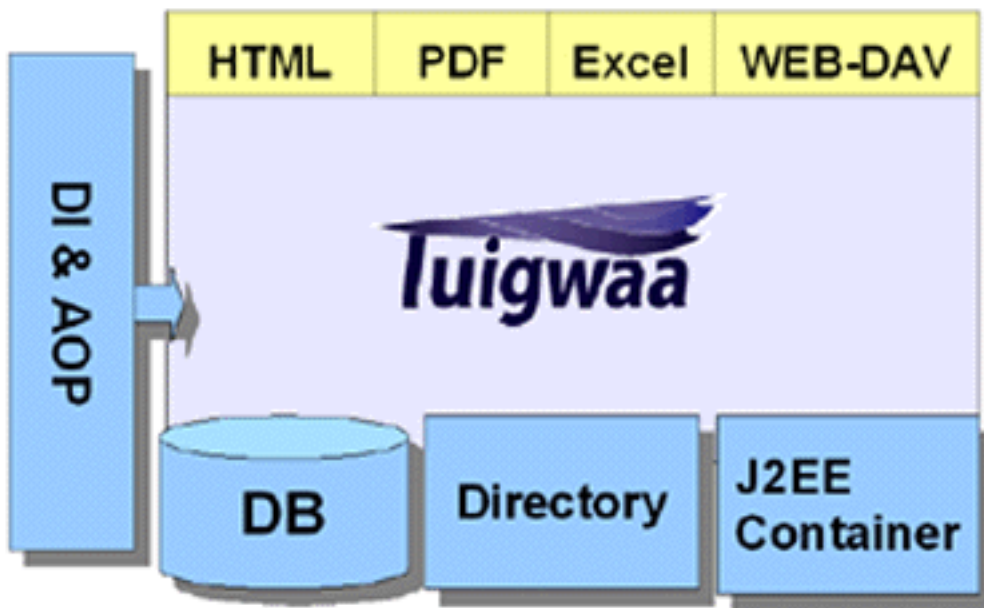 HTML PDF Excel WEB-DAV
DI & AOP
Tuigwaa
DB
Directory
J2EE
Container